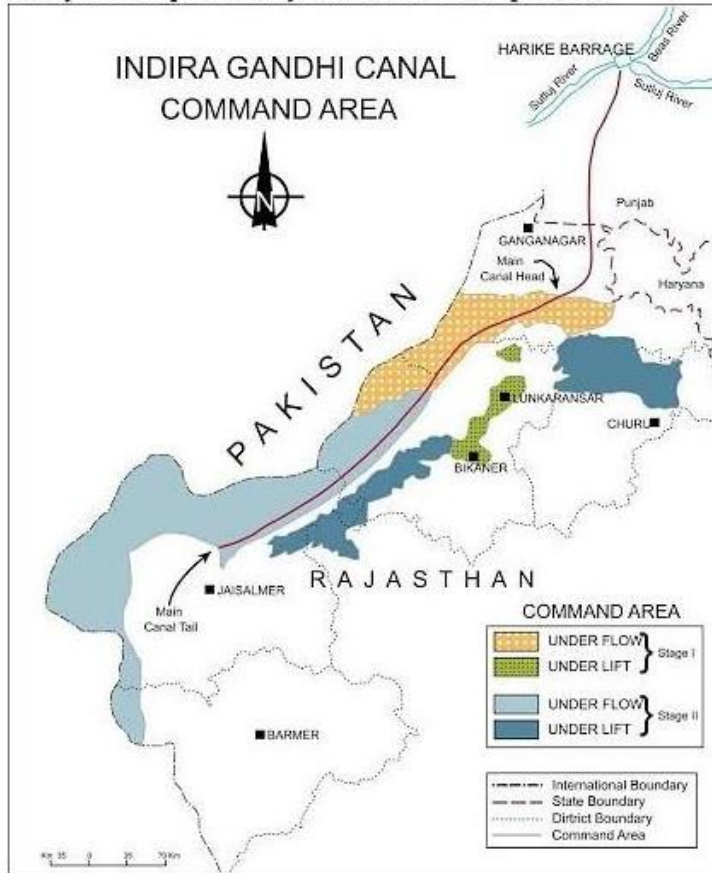 HARIKE BARRAGE
Beas River
Sutluj River
Sutluj River
INDIRA GANDHI CANAL
COMMAND AREA
N
Punjab
GANGANAGAR
Main
Canal Head
Haryana
PAKISTAN
LUNKARANSAR
CHURU
BIKANER
RAJASTHAN
JAISALMER
Main
Canal Tail
BARMER
COMMAND AREA
UNDER FLOW
UNDER LIFT
} Stage I
UNDER FLOW
UNDER LIFT
} Stage II
International Boundary
State Boundary
Dirtrict Boundary
Command Area
Km 35 0 35 70 Km